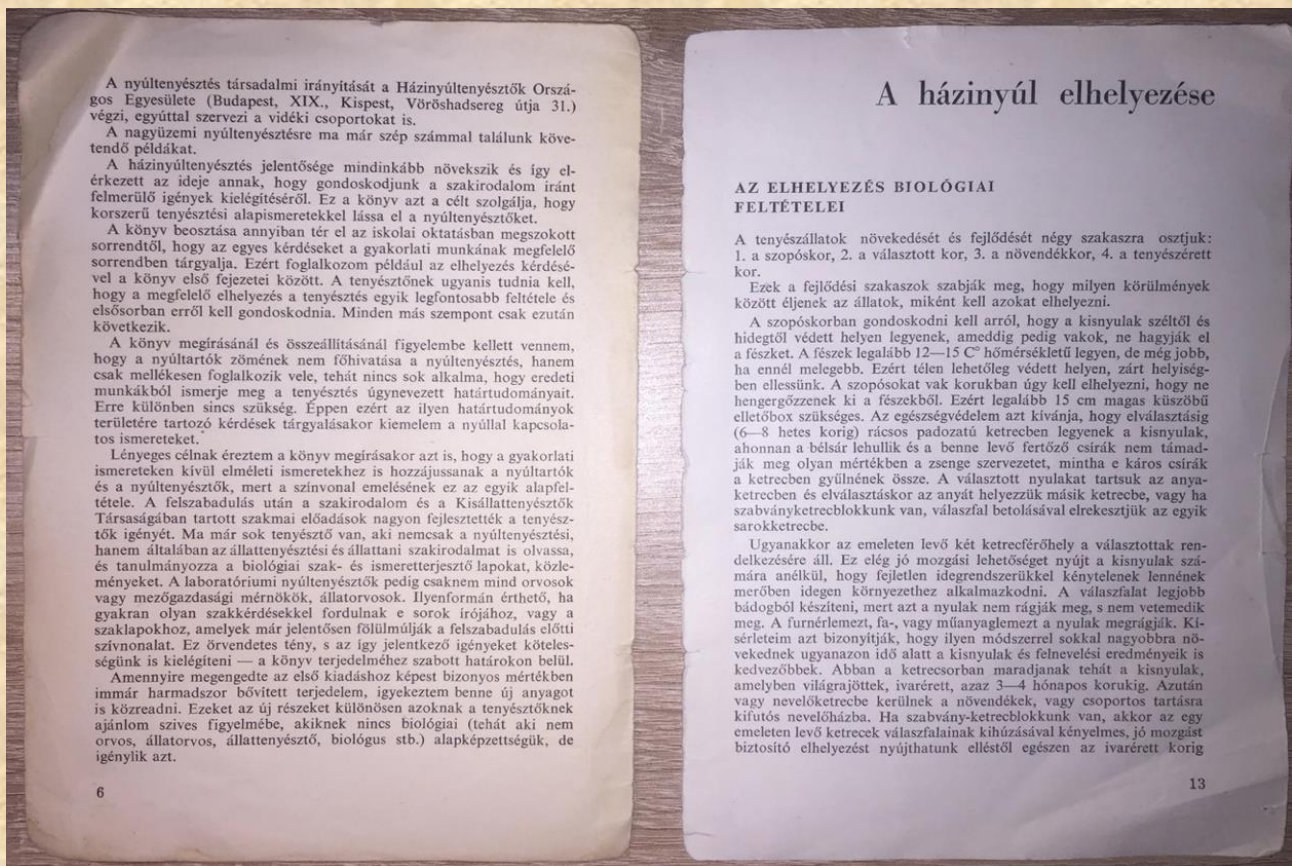 A nyúltenyésztés társadalmi irányítását a Házinyúltenyésztők Orszá-
gos Egyesülete (Budapest, XIX., Kispest, Vöröshadsereg útja 31.)
végzi, egyúttal szervezi a vidéki csoportokat is.
A nagyüzemi nyúltenyésztésre ma már szép számmal találunk köve-
tendő példákat.
A házinyúltenyésztés jelentősége mindinkább növekszik és így el-
érkezett az ideje annak, hogy gondoskodjunk a szakirodalom iránt
felmerülő igények kielégítéséről. Ez a könyv azt a célt szolgálja, hogy
korszerű tenyésztési alapismeretekkel lássa el a nyúltenyésztőket.
A könyv beosztása annyiban tér el az iskolai oktatásban megszokott
sorrendtől, hogy az egyes kérdéseket a gyakorlati munkának megfelelő
sorrendben tárgyalja. Ezért foglalkozom például az elhelyezés kérdésé-
vel a könyv első fejezetei között. A tenyésztőnek ugyanis tudnia kell,
hogy a megfelelő elhelyezés a tenyésztés egyik legfontosabb feltétele és
elsősorban erről kell gondoskodnia. Minden más szempont csak ezután
következik.
A könyv megírásánál és összeállításánál figyelembe kellett vennem,
hogy a nyúltartók zömének nem főhivatása a nyúltenyésztés, hanem
csak mellékesen foglalkozik vele, tehát nincs sok alkalma, hogy eredeti
munkákból ismerje meg a tenyésztés úgynevezett határtudományait.
Erre különben sincs szükség. Éppen ezért az ilyen határtudományok
területére tartozó kérdések tárgyalásakor kiemelem a nyúllal kapcsola-
tos ismereteket.
Lényeges célnak éreztem a könyv megírásakor azt is, hogy a gyakorlati
ismereteken kívül elméleti ismeretekhez is hozzájussanak a nyúltartók
és a nyúltenyésztők, mert a színvonal emelésének ez az egyik alapfel-
tétele. A felszabadulás után a szakirodalom és a Kisállattenyésztők
Társaságában tartott szakmai előadások nagyon fejlesztették a tenyész-
tők igényét. Ma már sok tenyésztő van, aki nemcsak a nyúltenyésztési,
hanem általában az állattenyésztési és állattani szakirodalmat is olvassa,
és tanulmányozza a biológiai szak- és ismeretterjesztő lapokat, közle-
ményeket. A laboratóriumi nyúltenyésztők pedig csaknem mind orvosok
vagy mezőgazdasági mérnökök, állatorvosok. Ilyenformán érthető, ha
gyakran olyan szakkérdésekkel fordulnak e sorok írójához, vagy a
szaklapokhoz, amelyek már jelentősen fölülmúlják a felszabadulás előtti
szívnonalat. Ez örvendetes tény, s az így jelentkező igényeket köteles-
ségünk is kielégíteni — a könyv terjedelméhez szabott határokon belül.
Amennyire megengedte az első kiadáshoz képest bizonyos mértékben
immár harmadszor bővített terjedelem, igyekeztem benne új anyagot
is közreadni. Ezeket az új részeket különösen azoknak a tenyésztőknek
ajánlom szives figyelmébe, akiknek nincs biológiai (tehát aki nem
orvos, állatorvos, állattenyésztő, biológus stb.) alapképzettségük, de
igénylik azt.
6
A házinyúl elhelyezése
AZ ELHELYEZÉS BIOLÓGIAI
FELTÉTELEI
A tenyészállatok növekedését és fejlődését négy szakaszra osztjuk:
1. a szopóskor, 2. a választott kor, 3. a növendékkor, 4. a tenyészérett
kor.
Ezek a fejlődési szakaszok szabják meg, hogy milyen körülmények
között éljenek az állatok, miként kell azokat elhelyezni.
A szopóskorban gondoskodni kell arról, hogy a kisnyulak széltől és
hidegtől védett helyen legyenek, ameddig pedig vakok, ne hagyják el
a fészket. A fészek legalább 12—15 C° hőmérsékletű legyen, de még jobb,
ha ennél melegebb. Ezért télen lehetőleg védett helyen, zárt helyiség-
ben ellessünk. A szopósokat vak korukban úgy kell elhelyezni, hogy ne
hengergőzzenek ki a fészekből. Ezért legalább 15 cm magas küszöbű
elletőbox szükséges. Az egészségvédelem azt kívánja, hogy elválasztásig
(6—8 hetes korig) rácsos padozatú ketrecben legyenek a kisnyulak,
ahonnan a bélsár lehullik és a benne levő fertőző csirák nem támad-
ják meg olyan mértékben a zsenge szervezetet, mintha e káros csirák
a ketrecben gyűlnének össze. A választott nyulakat tartsuk az anya-
ketrecben és elválasztáskor az anyát helyezzük másik ketrecbe, vagy ha
szabványketrecblokkunk van, válaszfal betolásával elrekesztjük az egyik
sarokketrecbe.
Ugyanakkor az emeleten levő két ketrecférőhely a választottak ren-
delkezésére áll. Ez elég jó mozgási lehetőséget nyújt a kisnyulak szá-
mára anélkül, hogy fejletlen idegrendszerükkel kénytelenek lennének
merőben idegen környezethez alkalmazkodni. A válaszfalat legjobb
bádogból készíteni, mert azt a nyulak nem rágják meg, s nem vetemedik
meg. A furnérlemezt, fa-, vagy műanyaglemezt a nyulak megrágják. Kí-
sérleteim azt bizonyítják, hogy ilyen módszerrel sokkal nagyobbra nö-
vekednek ugyanazon idő alatt a kisnyulak és felnevelési eredményeik is
kedvezőbbek. Abban a ketrecsorban maradjanak tehát a kisnyulak,
amelyben világrajöttek, ivarérett, azaz 3—4 hónapos korukig. Azután
vagy nevelőketrecbe kerülnek a növendékek, vagy csoportos tartásra
kifutós nevelőházba. Ha szabvány-ketrecblokkunk van, akkor az egy
emeleten levő ketrecek válaszfalainak kihúzásával kényelmes, jó mozgást
biztosító elhelyezést nyújthatunk elléstől egészen az ivarérett korig
13